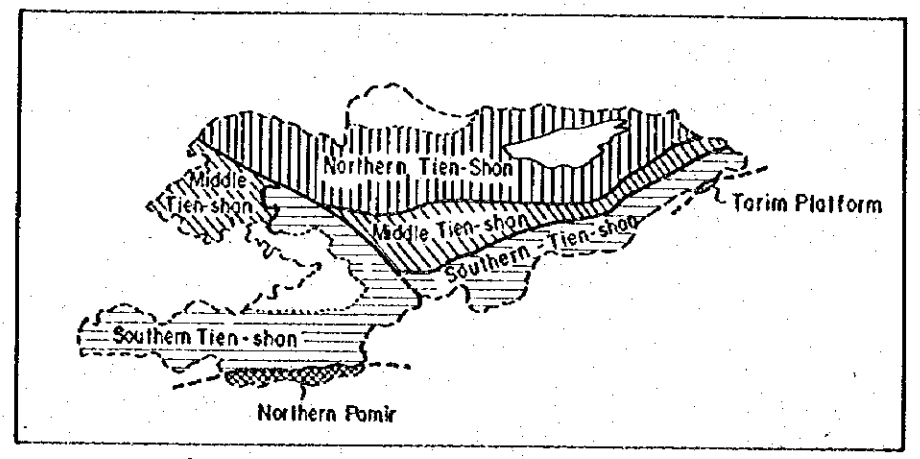 Northern Tien-Shan
Middle
Tien-shan
Tarim Platform
Middle Tien-shan
Southern - Tien-shan
Southern Tien-shan
Northern Pamir